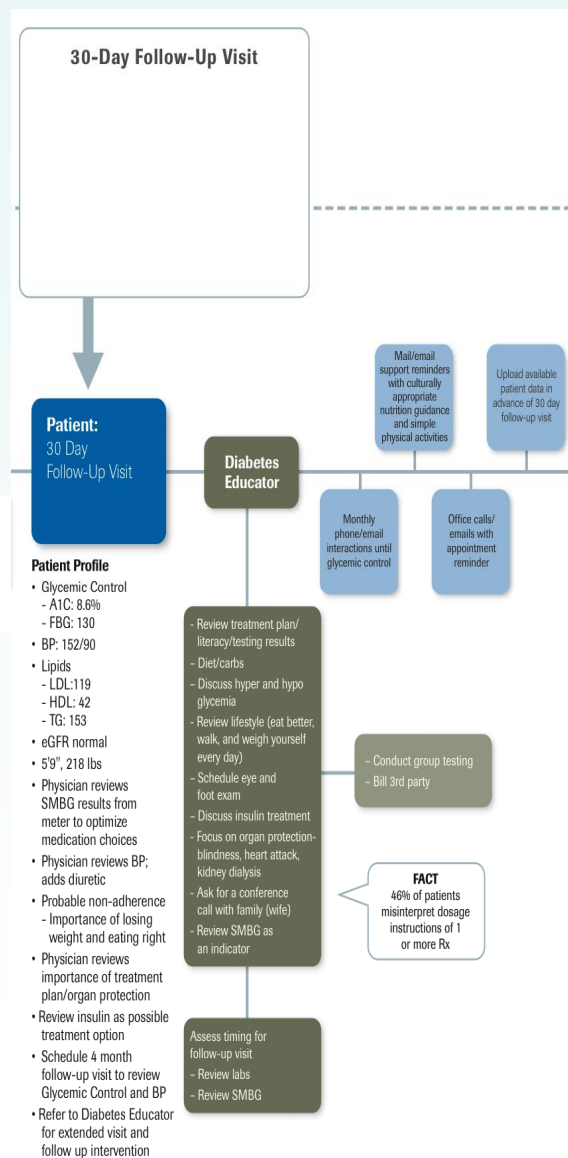 30-Day Follow-Up Visit
Patient:
30 Day
Follow-Up Visit
Diabetes
Educator
Mail/email
support reminders
with culturally
appropriate
nutrition guidance
and simple
physical activities
Upload available
patient data in
advance of 30 day
follow-up visit
Monthly
phone/email
interactions until
glycemic control
Office calls/
emails with
appointment
reminder
Patient Profile
• Glycemic Control
- A1C: 8.6%
- FBG: 130
• BP: 152/90
• Lipids
- LDL:119
- HDL: 42
- TG: 153
• eGFR normal
• 5'9", 218 lbs
• Physician reviews
SMBG results from
meter to optimize
medication choices
• Physician reviews BP;
adds diuretic
• Probable non-adherence
- Importance of losing
weight and eating right
• Physician reviews
importance of treatment
plan/organ protection
• Review insulin as possible
treatment option
• Schedule 4 month
follow-up visit to review
Glycemic Control and BP
• Refer to Diabetes Educator
for extended visit and
follow up intervention
- Review treatment plan/
literacy/testing results
– Diet/carbs
– Discuss hyper and hypo
glycemia
- Review lifestyle (eat better,
walk, and weigh yourself
every day)
– Schedule eye and
foot exam
- Discuss insulin treatment
- Focus on organ protection-
blindness, heart attack,
kidney dialysis
– Ask for a conference
call with family (wife)
- Review SMBG as
an indicator
– Conduct group testing
- Bill 3rd party
FACT
46% of patients
misinterpret dosage
instructions of 1
or more Rx
Assess timing for
follow-up visit
– Review labs
– Review SMBG